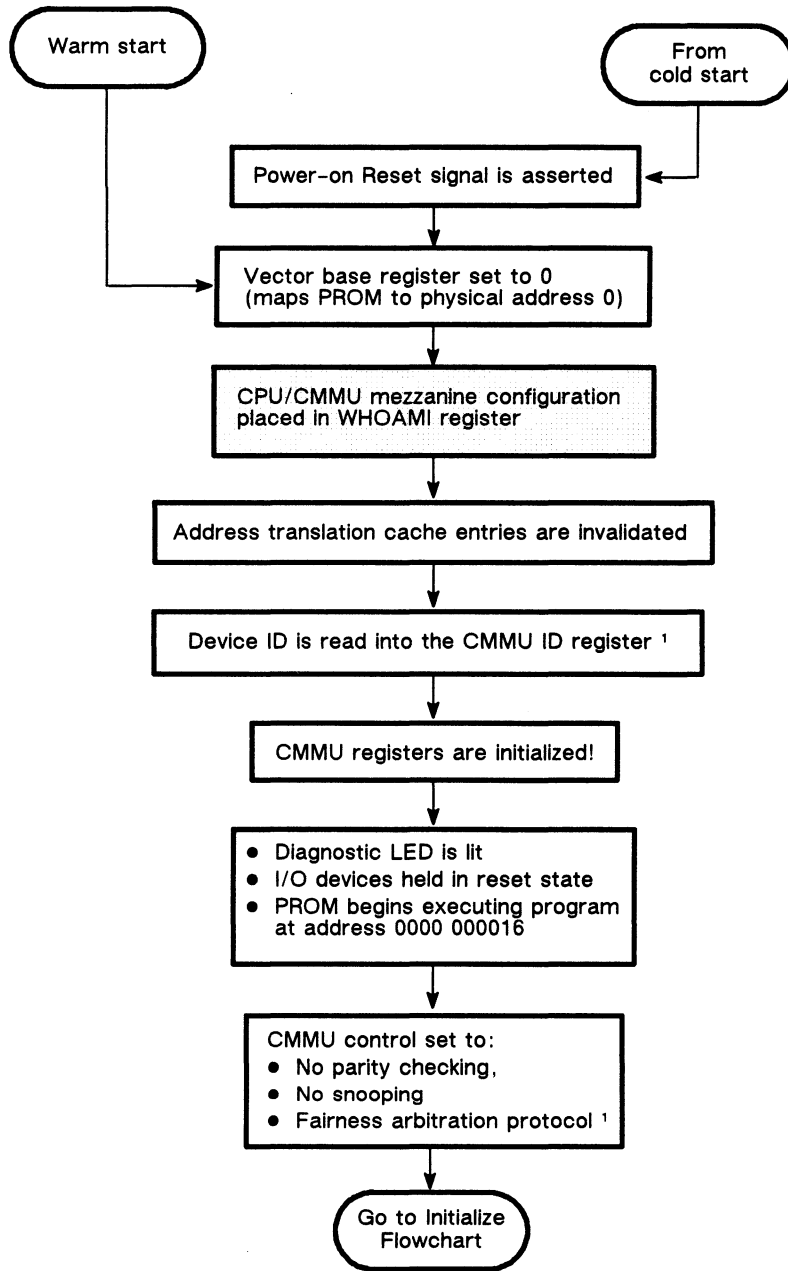 Warm start
From
cold start
Power-on Reset signal is asserted
Vector base register set to 0
(maps PROM to physical address 0)
CPU/CMMU mezzanine configuration
placed in WHOAMI register
Address translation cache entries are invalidated
Device ID is read into the CMMU ID register ¹
CMMU registers are initialized!
● Diagnostic LED is lit
● I/O devices held in reset state
● PROM begins executing program
at address 0000 000016
CMMU control set to:
● No parity checking,
● No snooping
● Fairness arbitration protocol ¹
Go to Initialize
Flowchart